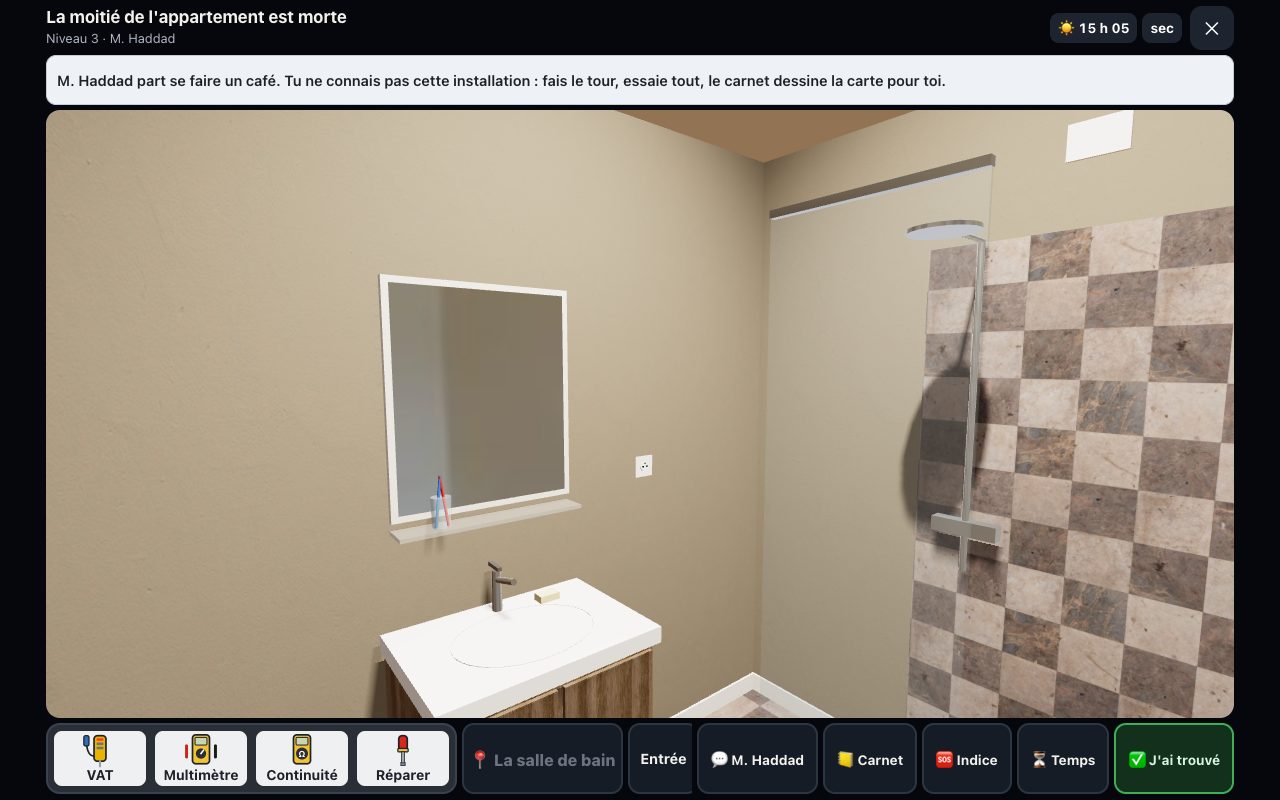 La moitié de l'appartement est morte
Niveau 3 · M. Haddad
☀️ 15 h 05
sec
M. Haddad part se faire un café. Tu ne connais pas cette installation : fais le tour, essaie tout, le carnet dessine la carte pour toi.
VAT
Multimètre
Continuité
Réparer
📍 La salle de bain
Entrée
💬 M. Haddad
📒 Carnet
🆘 Indice
⏳ Temps
✅ J'ai trouvé